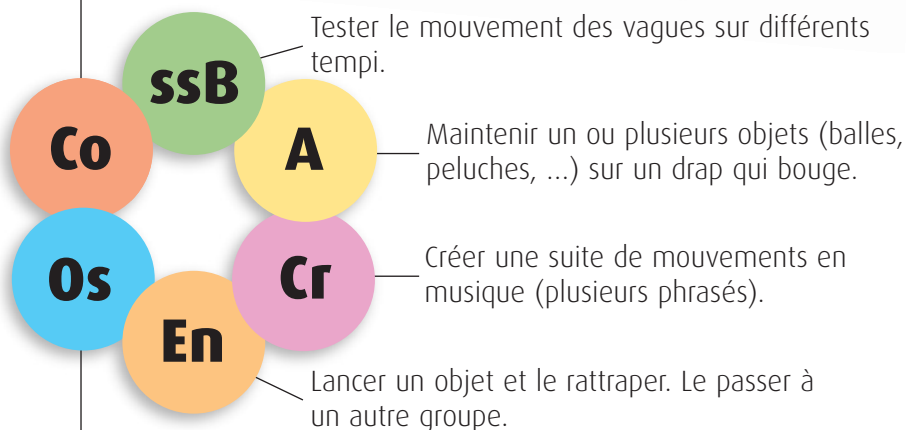 Tester le mouvement des vagues sur différents
tempi.
ssB
Co
A
Maintenir un ou plusieurs objets (balles,
peluches, ...) sur un drap qui bouge.
Os
Cr
Créer une suite de mouvements en
musique (plusieurs phrasés).
En
Lancer un objet et le rattraper. Le passer à
un autre groupe.